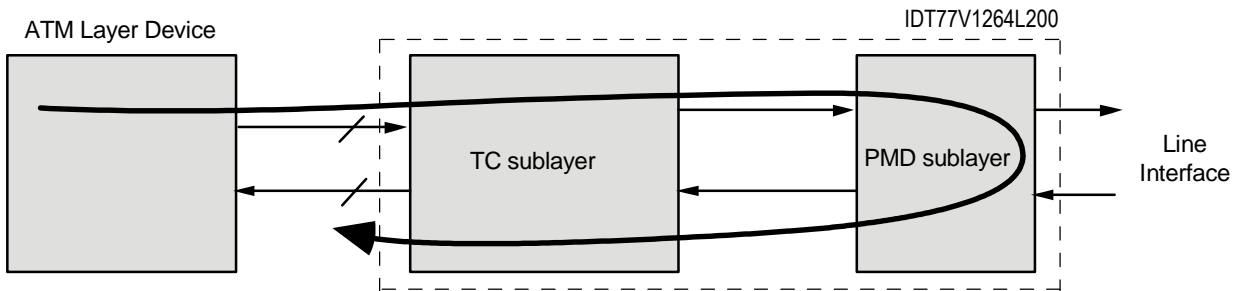 IDT77V1264L200
ATM Layer Device
TC sublayer
PMD sublayer
Line
Interface